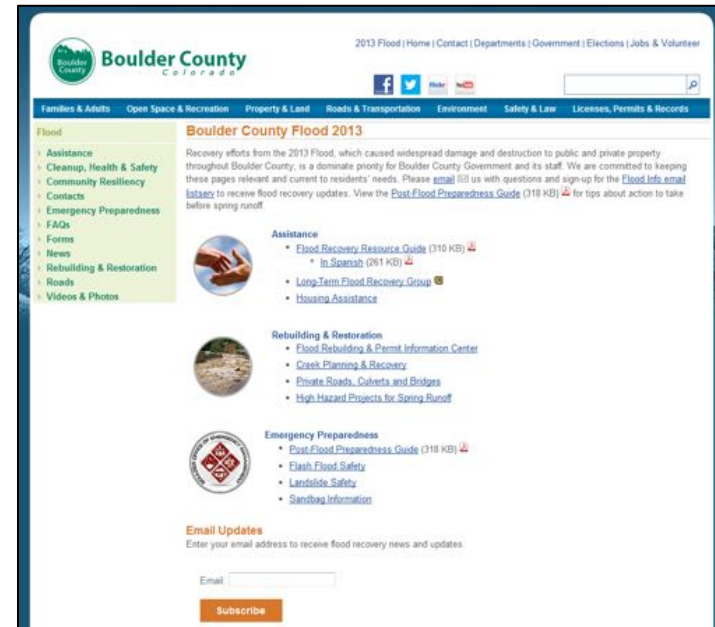 2013 Flood | Home | Contact | Departments | Government | Elections | Jobs & Volunteer
Boulder County
Boulder County
Colorado
flickr
Families & Adults Open Space & Recreation Property & Land Roads & Transportation Environment Safety & Law Licenses, Permits & Records
Flood
Assistance
Cleanup, Health & Safety
Community Resiliency
Contacts
Emergency Preparedness
FAQs
Forms
News
Rebuilding & Restoration
Roads
Videos & Photos
Boulder County Flood 2013
Recovery efforts from the 2013 Flood, which caused widespread damage and destruction to public and private property
throughout Boulder County, is a dominate priority for Boulder County Government and its staff. We are committed to keeping
these pages relevant and current to residents' needs. Please email us with questions and sign-up for the Flood Info email
listserv to receive flood recovery updates. View the Post-Flood Preparedness Guide (318 KB) for tips about action to take
before spring runoff.
Assistance
Flood Recovery Resource Guide (310 KB)
In Spanish (261 KB)
Long-Term Flood Recovery Group
Housing Assistance
Rebuilding & Restoration
Flood Rebuilding & Permit Information Center
Creek Planning & Recovery
Private Roads, Culverts and Bridges
High Hazard Projects for Spring Runoff
Emergency Preparedness
Post-Flood Preparedness Guide (318 KB)
Flash Flood Safety
Landslide Safety
Sandbag Information
Email Updates
Enter your email address to receive flood recovery news and updates.
Email
Subscribe